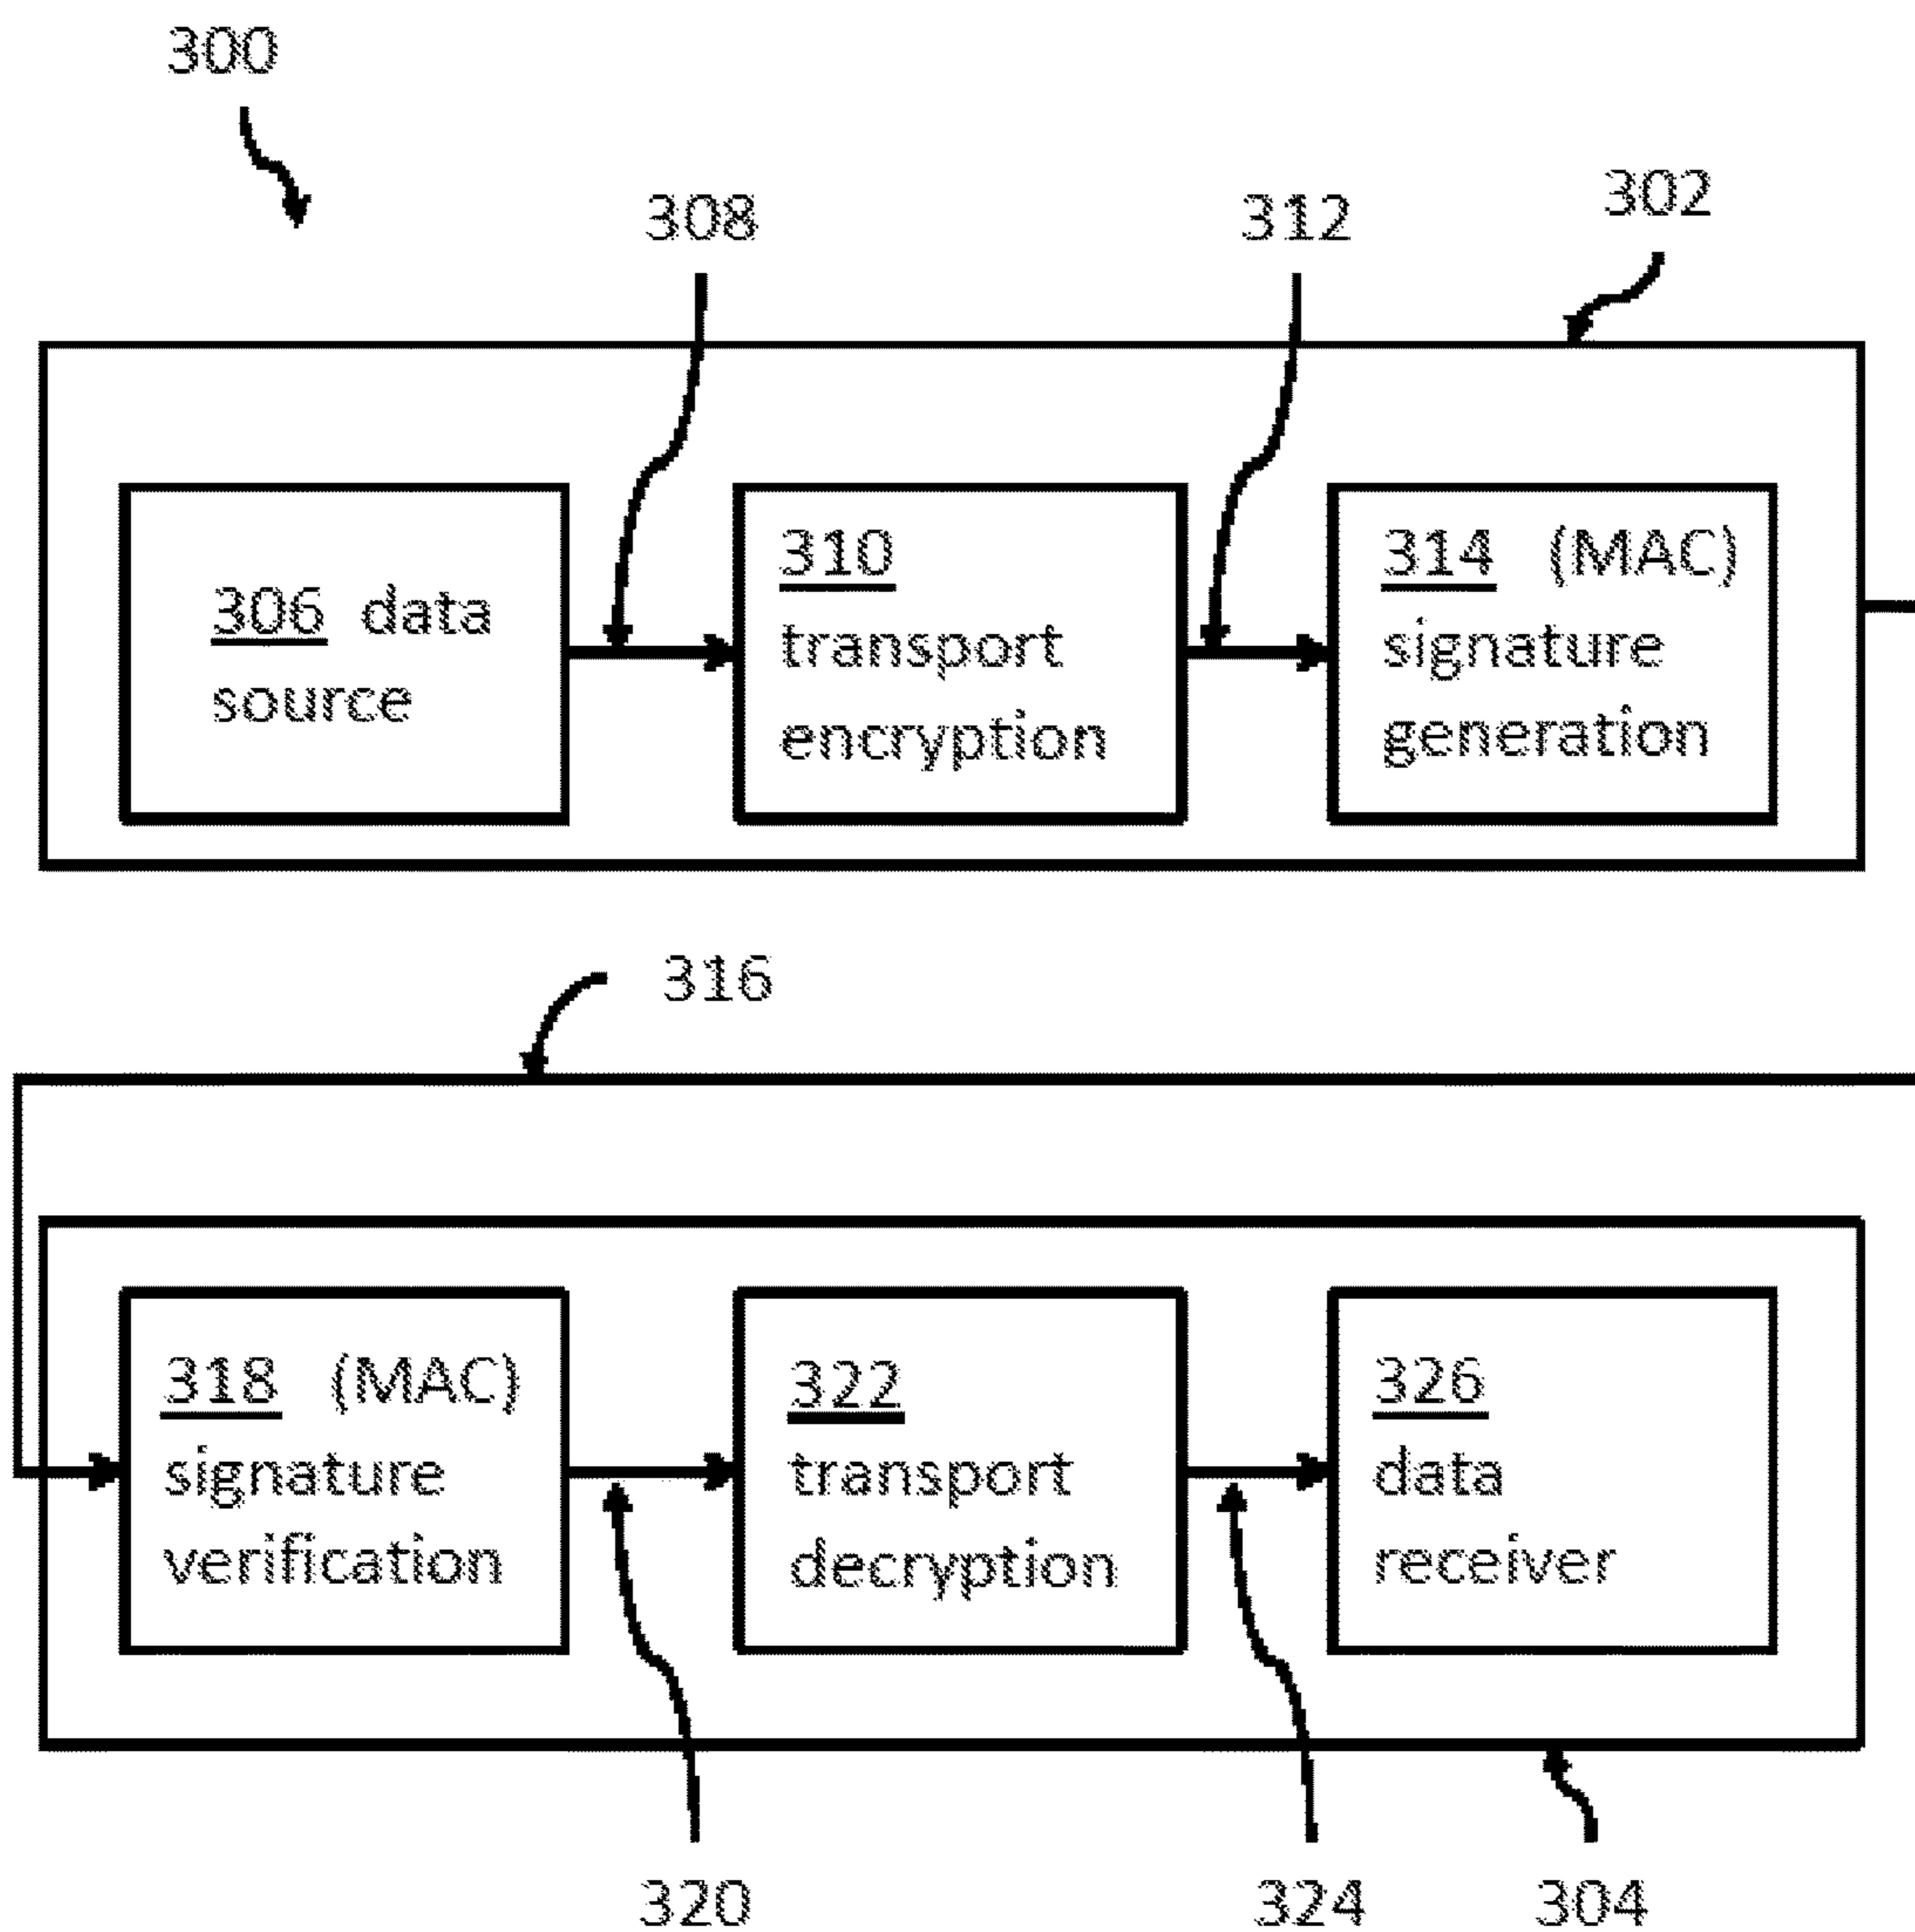 300
302
308
312
306 data
source
310
transport
encryption
314 (MAC)
signature
generation
316
318 (MAC)
signature
verification
322
transport
decryption
326
data
receiver
320
324
304